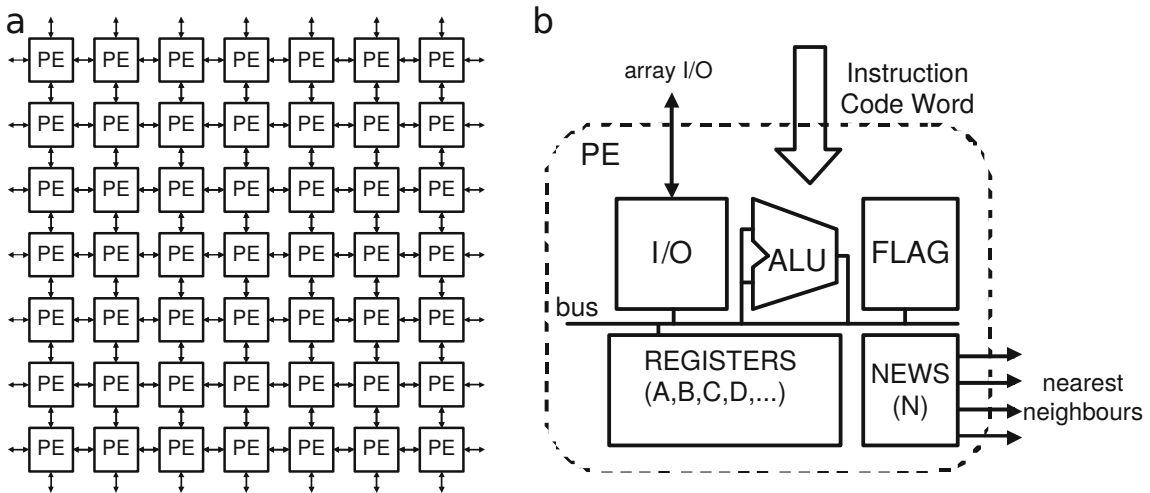 a
PE PE PE PE PE PE PE
PE PE PE PE PE PE PE
PE PE PE PE PE PE PE
PE PE PE PE PE PE PE
PE PE PE PE PE PE PE
PE PE PE PE PE PE PE
PE PE PE PE PE PE PE
b
array I/O
Instruction
Code Word
PE
I/O
ALU
FLAG
bus
REGISTERS
(A,B,C,D,...)
NEWS
(N)
nearest
neighbours